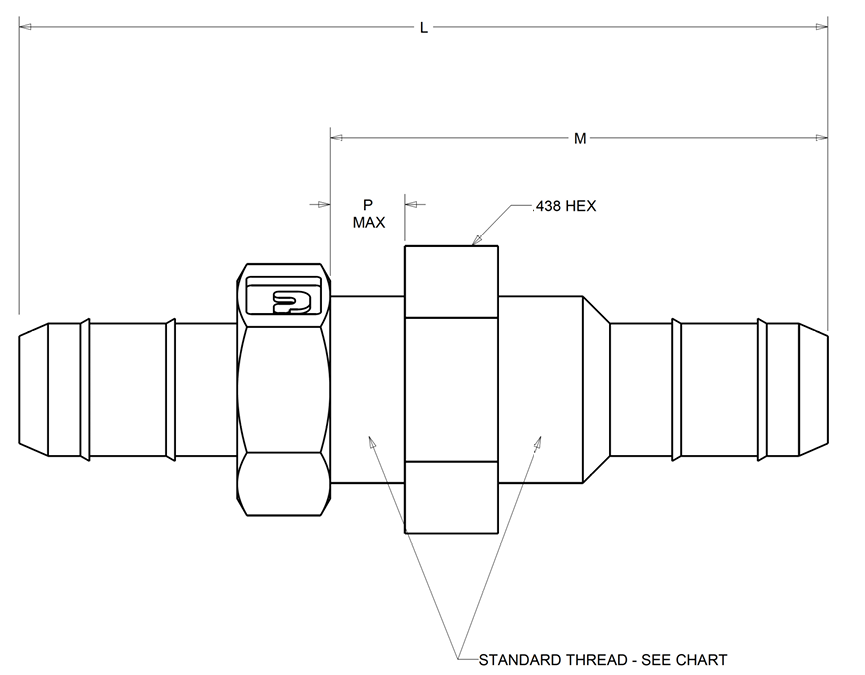 L
M
P
MAX
.438 HEX
STANDARD THREAD - SEE CHART